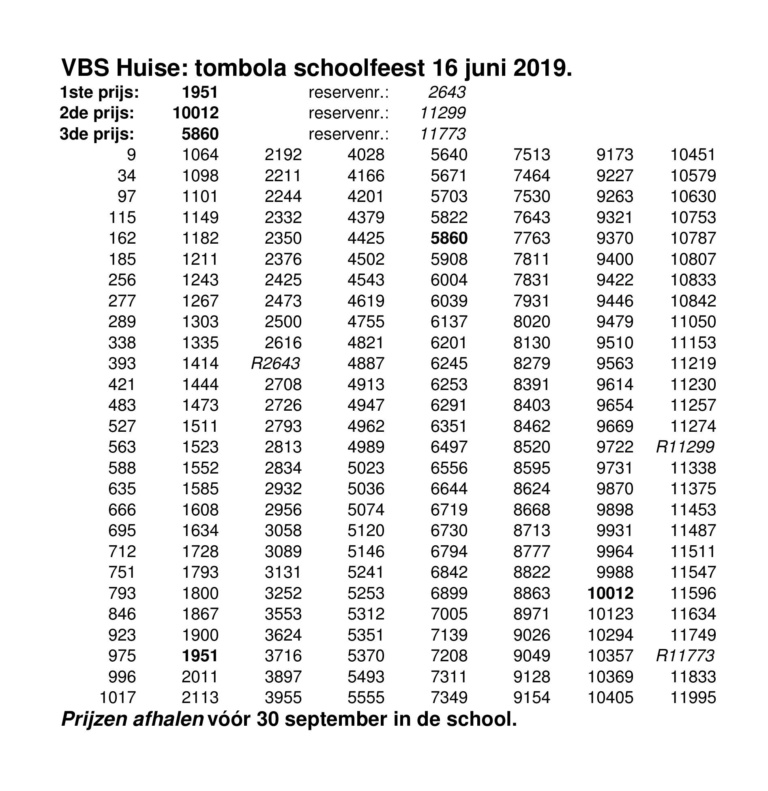 VBS Huise: tombola schoolfeest 16 juni 2019.
1ste prijs: 1951 reservenr.: 2643
2de prijs: 10012 reservenr.: 11299
3de prijs: 5860 reservenr.: 11773
9 1064 2192 4028 5640 7513 9173 10451
34 1098 2211 4166 5671 7464 9227 10579
97 1101 2244 4201 5703 7530 9263 10630
115 1149 2332 4379 5822 7643 9321 10753
162 1182 2350 4425 5860 7763 9370 10787
185 1211 2376 4502 5908 7811 9400 10807
256 1243 2425 4543 6004 7831 9422 10833
277 1267 2473 4619 6039 7931 9446 10842
289 1303 2500 4755 6137 8020 9479 11050
338 1335 2616 4821 6201 8130 9510 11153
393 1414 R2643 4887 6245 8279 9563 11219
421 1444 2708 4913 6253 8391 9614 11230
483 1473 2726 4947 6291 8403 9654 11257
527 1511 2793 4962 6351 8462 9669 11274
563 1523 2813 4989 6497 8520 9722 R11299
588 1552 2834 5023 6556 8595 9731 11338
635 1585 2932 5036 6644 8624 9870 11375
666 1608 2956 5074 6719 8668 9898 11453
695 1634 3058 5120 6730 8713 9931 11487
712 1728 3089 5146 6794 8777 9964 11511
751 1793 3131 5241 6842 8822 9988 11547
793 1800 3252 5253 6899 8863 10012 11596
846 1867 3553 5312 7005 8971 10123 11634
923 1900 3624 5351 7139 9026 10294 11749
975 1951 3716 5370 7208 9049 10357 R11773
996 2011 3897 5493 7311 9128 10369 11833
1017 2113 3955 5555 7349 9154 10405 11995
Prijzen afhalen vóór 30 september in de school.